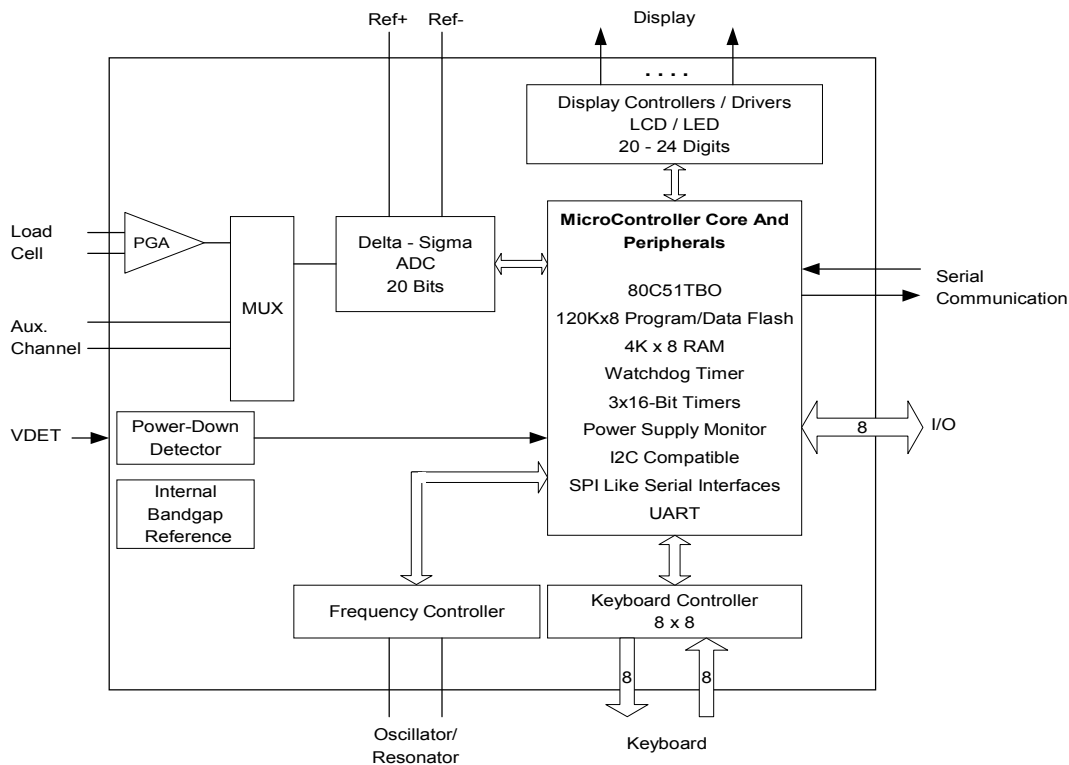 Ref+ Ref-
Display
. . . .
Display Controllers / Drivers
LCD / LED
20 - 24 Digits
MicroController Core And
Peripherals
80C51TBO
120Kx8 Program/Data Flash
4K x 8 RAM
Watchdog Timer
3x16-Bit Timers
Power Supply Monitor
I2C Compatible
SPI Like Serial Interfaces
UART
Load
Cell
PGA
MUX
Delta - Sigma
ADC
20 Bits
Serial
Communication
Aux.
Channel
VDET
Power-Down
Detector
8
I/O
Internal
Bandgap
Reference
Frequency Controller
Keyboard Controller
8 x 8
8
8
Oscillator/
Resonator
Keyboard